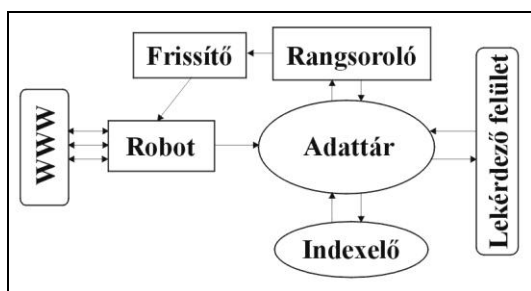 Frissítő
Rangsoroló
WWW
Robot
Adattár
Lekérdező felület
Indexelő